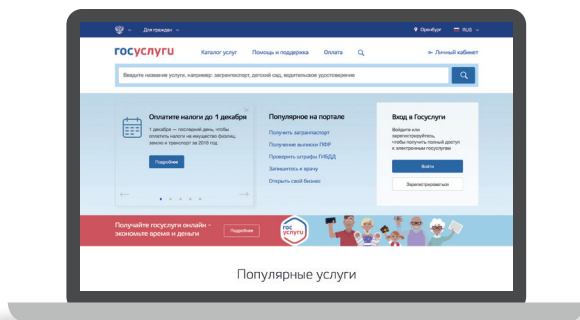 Для граждан
Оренбург
RUS
госуслуги
Каталог услуг
Помощь и поддержка
Оплата
Личный кабинет
Введите название услуги, например: загранпаспорт, детский сад, водительское удостоверение
Оплатите налоги до 1 декабря
1 декабря — последний день, чтобы
оплатить налоги на имущество физлиц,
землю и транспорт за 2018 год.
Подробнее
Популярное на портале
Получить загранпаспорт
Получение выписки ПФР
Проверить штрафы ГИБДД
Запишитесь к врачу
Открыть свой бизнес
Вход в Госуслуги
Войдите или
зарегистрируйтесь,
чтобы получить полный доступ
к электронным госуслугам
Войти
Зарегистрироваться
Получайте госуслуги онлайн –
экономьте время и деньги
Подробнее
гос
услуги
Популярные услуги